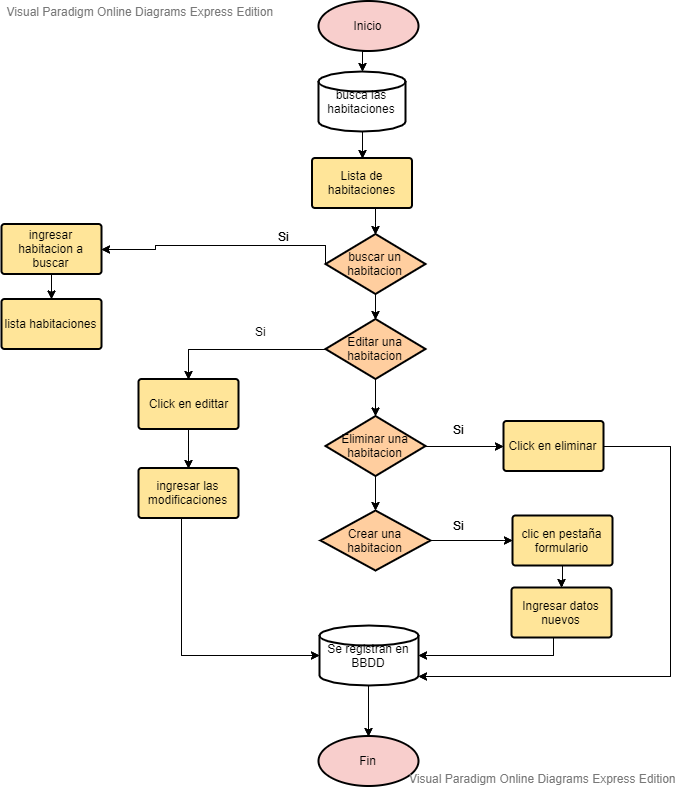 Visual Paradigm Online Diagrams Express Edition
Inicio
busca las
habitaciones
Lista de
habitaciones
Si
ingresar
habitacion a
buscar
buscar un
habitacion
lista habitaciones
Si
Editar una
habitacion
Click en edittar
Eliminar una
habitacion
Si
Click en eliminar
ingresar las
modificaciones
Crear una
habitacion
Si
clic en pestaña
formulario
Ingresar datos
nuevos
Se registran en
BBDD
Fin
Visual Paradigm Online Diagrams Express Edition